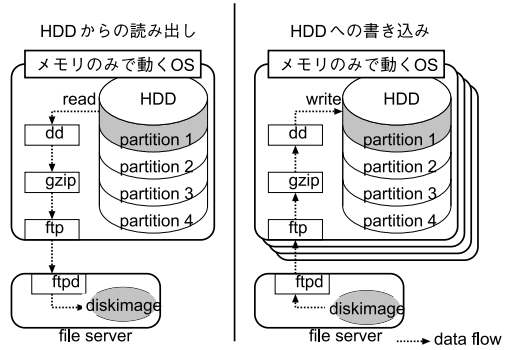 HDDからの読み出し
メモリのみで動くOS
read
HDD
dd
partition 1
gzip
partition 2
partition 3
ftp
partition 4
ftpd
diskimage
file server
HDDへの書き込み
メモリのみで動くOS
write
HDD
dd
partition 1
gzip
partition 2
partition 3
ftp
partition 4
ftpd
diskimage
file server
data flow